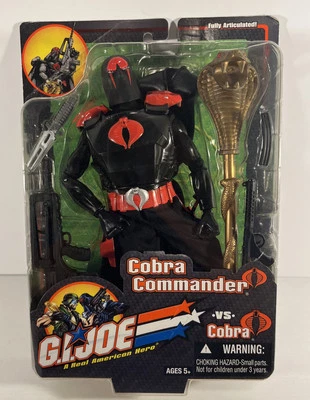 Fully Articulated!
Cobra
Commander
·VS·
Cobra
G.I. JOE
A Real American Hero®
AGES 5+
⚠ WARNING:
CHOKING HAZARD-Small parts.
Not for children under 3 years.